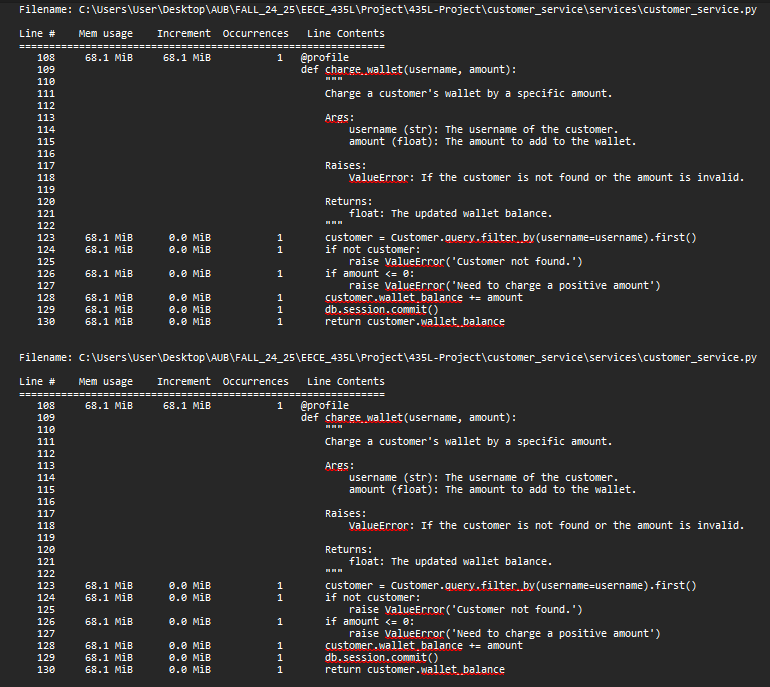 Filename: C:\Users\User\Desktop\AUB\FALL_24_25\EECE_435L\Project\435L-Project\customer_service\services\customer_service.py
Line #    Mem usage    Increment  Occurrences   Line Contents
=============================================================
   108     68.1 MiB     68.1 MiB           1   @profile
   109                                         def charge_wallet(username, amount):
   110                                             """
   111                                             Charge a customer's wallet by a specific amount.
   112
   113                                             Args:
   114                                                 username (str): The username of the customer.
   115                                                 amount (float): The amount to add to the wallet.
   116
   117                                             Raises:
   118                                                 ValueError: If the customer is not found or the amount is invalid.
   119
   120                                             Returns:
   121                                                 float: The updated wallet balance.
   122                                             """
   123     68.1 MiB      0.0 MiB           1       customer = Customer.query.filter_by(username=username).first()
   124     68.1 MiB      0.0 MiB           1       if not customer:
   125                                                 raise ValueError('Customer not found.')
   126     68.1 MiB      0.0 MiB           1       if amount <= 0:
   127                                                 raise ValueError('Need to charge a positive amount')
   128     68.1 MiB      0.0 MiB           1       customer.wallet_balance += amount
   129     68.1 MiB      0.0 MiB           1       db.session.commit()
   130     68.1 MiB      0.0 MiB           1       return customer.wallet_balance
Filename: C:\Users\User\Desktop\AUB\FALL_24_25\EECE_435L\Project\435L-Project\customer_service\services\customer_service.py
Line #    Mem usage    Increment  Occurrences   Line Contents
=============================================================
   108     68.1 MiB     68.1 MiB           1   @profile
   109                                         def charge_wallet(username, amount):
   110                                             """
   111                                             Charge a customer's wallet by a specific amount.
   112
   113                                             Args:
   114                                                 username (str): The username of the customer.
   115                                                 amount (float): The amount to add to the wallet.
   116
   117                                             Raises:
   118                                                 ValueError: If the customer is not found or the amount is invalid.
   119
   120                                             Returns:
   121                                                 float: The updated wallet balance.
   122                                             """
   123     68.1 MiB      0.0 MiB           1       customer = Customer.query.filter_by(username=username).first()
   124     68.1 MiB      0.0 MiB           1       if not customer:
   125                                                 raise ValueError('Customer not found.')
   126     68.1 MiB      0.0 MiB           1       if amount <= 0:
   127                                                 raise ValueError('Need to charge a positive amount')
   128     68.1 MiB      0.0 MiB           1       customer.wallet_balance += amount
   129     68.1 MiB      0.0 MiB           1       db.session.commit()
   130     68.1 MiB      0.0 MiB           1       return customer.wallet_balance